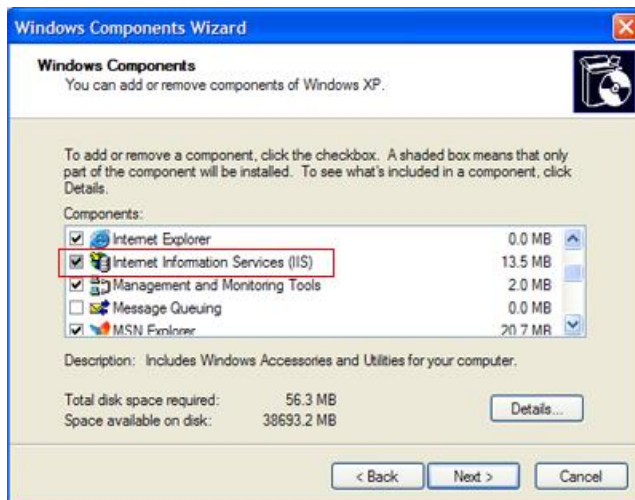 Windows Components Wizard
Windows Components
You can add or remove components of Windows XP.
To add or remove a component, click the checkbox. A shaded box means that only
part of the component will be installed. To see what's included in a component, click
Details.
Components:
Internet Explorer 0.0 MB
Internet Information Services (IIS) 13.5 MB
Management and Monitoring Tools 2.0 MB
Message Queuing 0.0 MB
MSN Explorer 20.7 MB
Description: Includes Windows Accessories and Utilities for your computer.
Total disk space required: 56.3 MB
Space available on disk: 38693.2 MB
Details...
< Back Next > Cancel